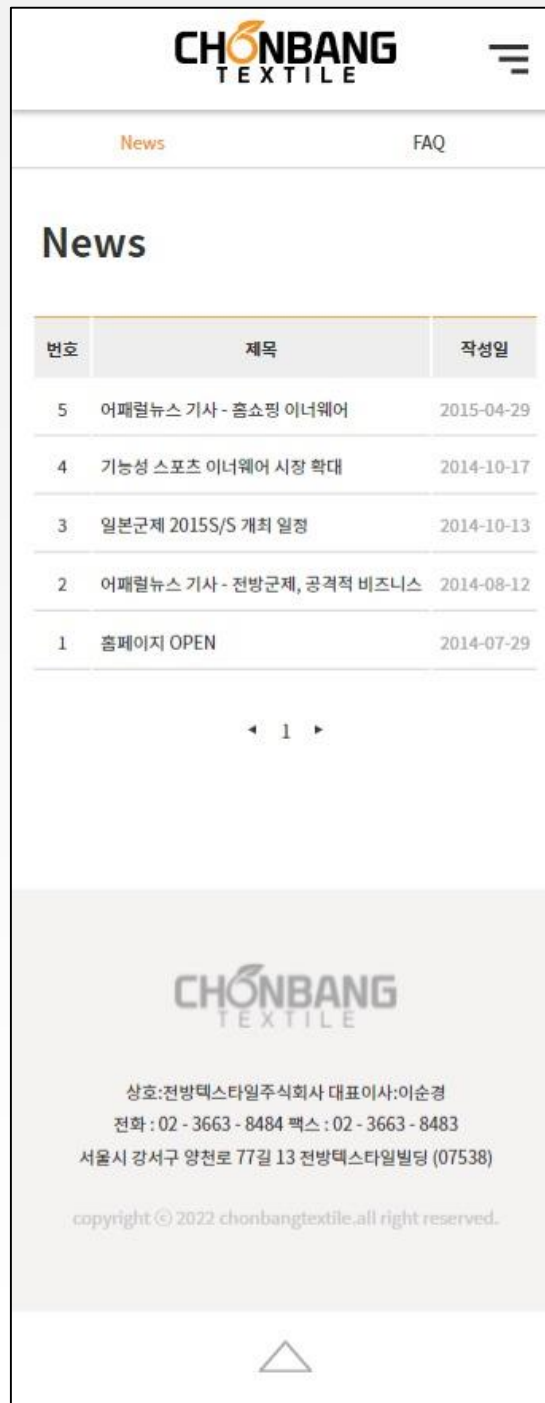 CHONBANG
TEXTILE
News FAQ
News
번호 제목 작성일
5 어패럴뉴스 기사 - 홈쇼핑 이너웨어 2015-04-29
4 기능성 스포츠 이너웨어 시장 확대 2014-10-17
3 일본군제 2015S/S 개최 일정 2014-10-13
2 어패럴뉴스 기사 - 전방군제, 공격적 비즈니스 2014-08-12
1 홈페이지 OPEN 2014-07-29
1
CHONBANG
TEXTILE
상호:전방텍스타일주식회사 대표이사:이순경
전화 : 02 - 3663 - 8484 팩스 : 02 - 3663 - 8483
서울시 강서구 양천로 77길 13 전방텍스타일빌딩 (07538)
copyright ⓒ 2022 chonbangtextile.all right reserved.